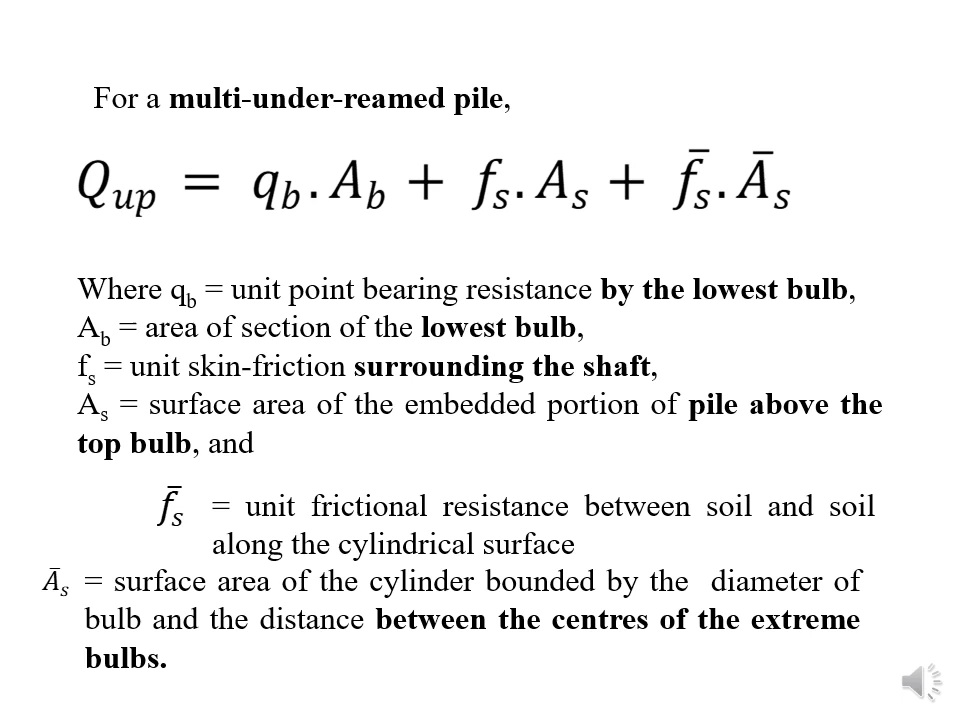 For a multi-under-reamed pile,
Q_up = q_b . A_b + f_s . A_s + f̄_s . Ā_s
Where q_b = unit point bearing resistance by the lowest bulb,
A_b = area of section of the lowest bulb,
f_s = unit skin-friction surrounding the shaft,
A_s = surface area of the embedded portion of pile above the
top bulb, and
f̄_s = unit frictional resistance between soil and soil
along the cylindrical surface
Ā_s = surface area of the cylinder bounded by the diameter of
bulb and the distance between the centres of the extreme
bulbs.